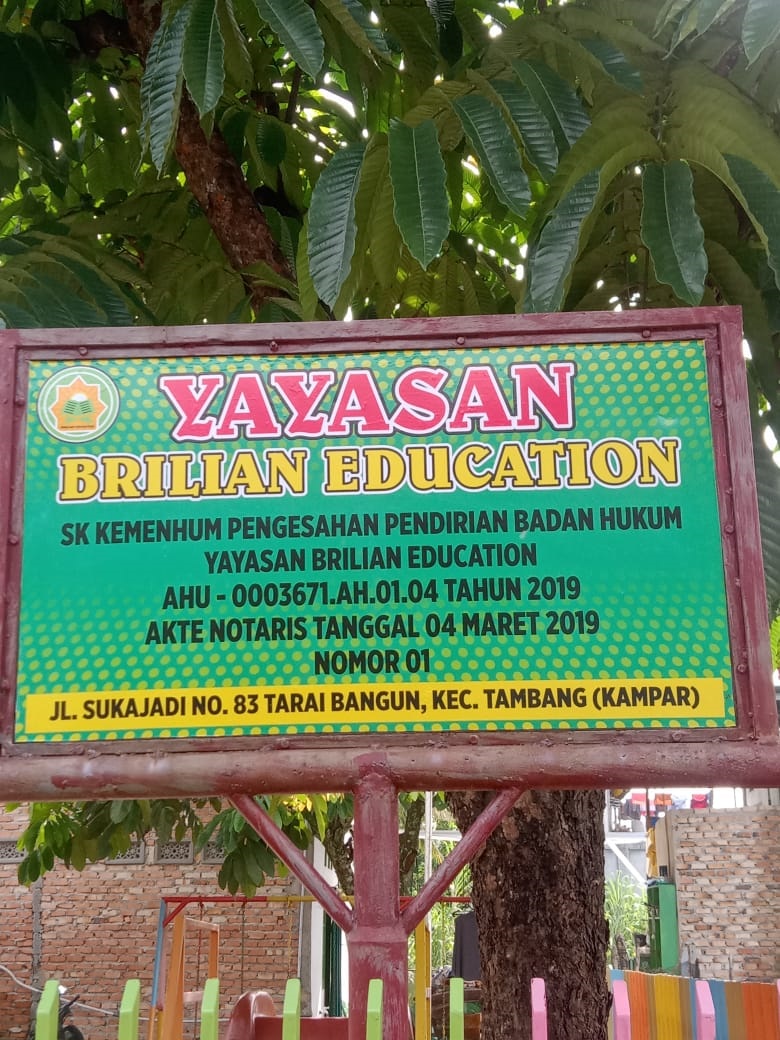 YAYASAN
BRILIAN EDUCATION
SK KEMENHUM PENGESAHAN PENDIRIAN BADAN HUKUM
YAYASAN BRILIAN EDUCATION
AHU - 0003671.AH.01.04 TAHUN 2019
AKTE NOTARIS TANGGAL 04 MARET 2019
NOMOR 01
JL. SUKAJADI NO. 83 TARAI BANGUN, KEC. TAMBANG (KAMPAR)